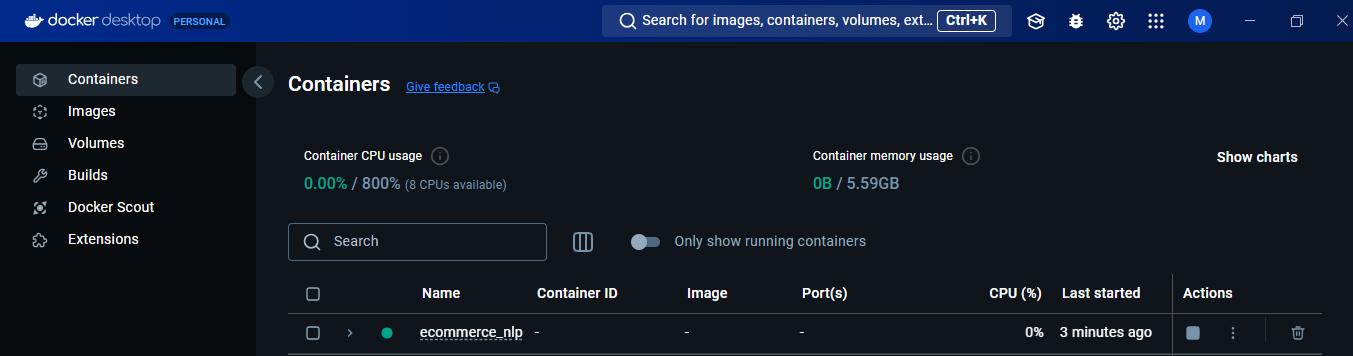 docker desktop PERSONAL Search for images, containers, volumes, ext... Ctrl+K M
Containers
Images
Volumes
Builds
Docker Scout
Extensions
Containers Give feedback
Container CPU usage
0.00% / 800% (8 CPUs available)
Container memory usage
0B / 5.59GB
Show charts
Search
Only show running containers
Name Container ID Image Port(s) CPU (%) Last started Actions
ecommerce_nlp - - - 0% 3 minutes ago